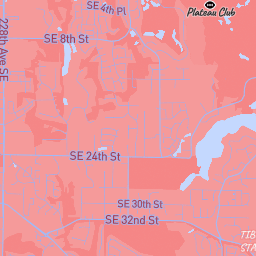 SE 4th Pl
Plateau Club
SE 8th St
228th Ave SE
SE 24th St
SE 30th St
SE 32nd St